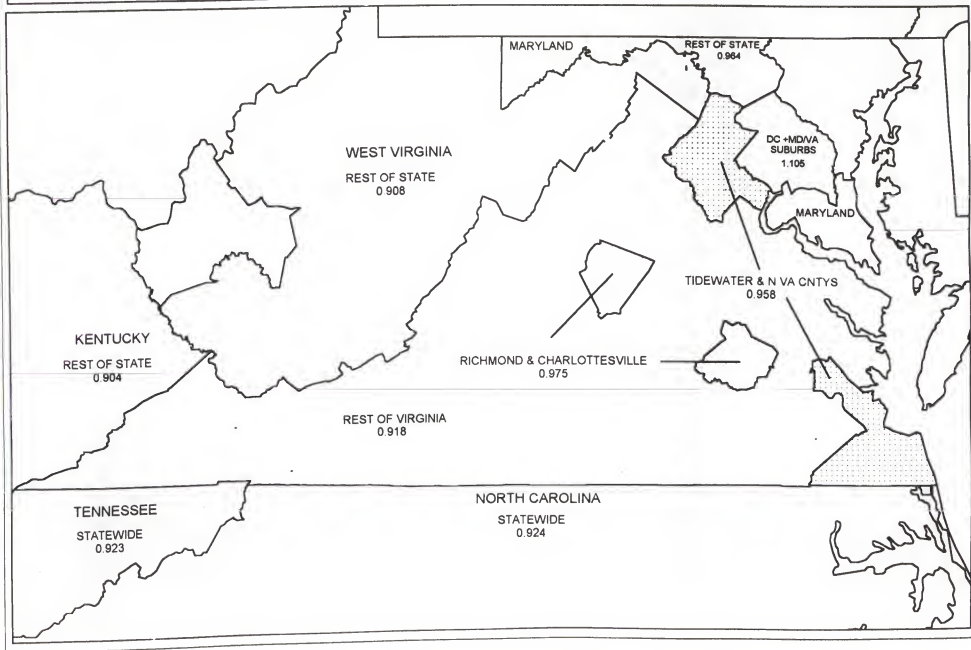 MARYLAND
REST OF STATE
0.964
WEST VIRGINIA
REST OF STATE
0.908
DC +MD/VA
SUBURBS
1.105
MARYLAND
TIDEWATER & N VA CNTYS
0.958
KENTUCKY
REST OF STATE
0.904
RICHMOND & CHARLOTTESVILLE
0.975
REST OF VIRGINIA
0.918
TENNESSEE
STATEWIDE
0.923
NORTH CAROLINA
STATEWIDE
0.924